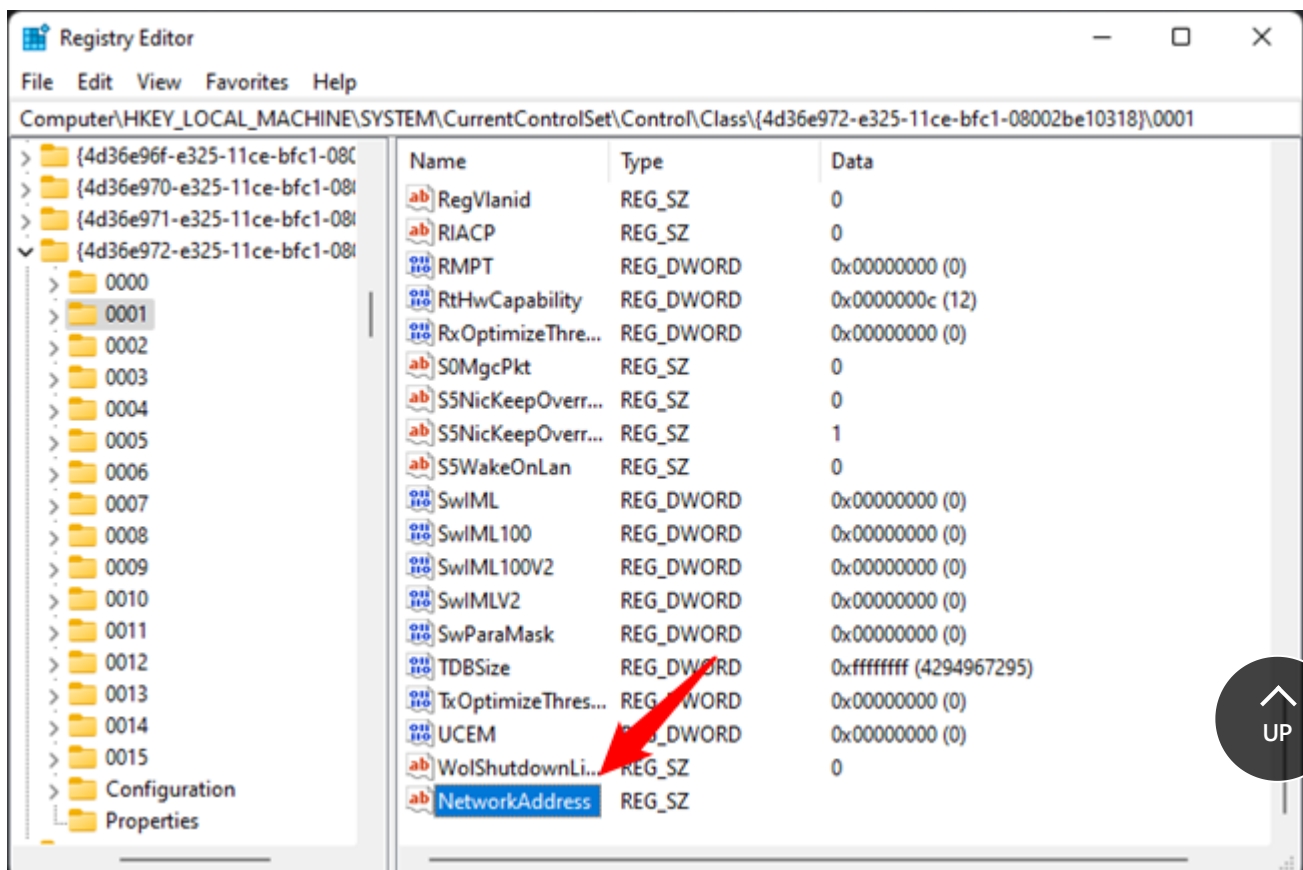 Registry Editor
File Edit View Favorites Help
Computer\HKEY_LOCAL_MACHINE\SYSTEM\CurrentControlSet\Control\Class\{4d36e972-e325-11ce-bfc1-08002be10318}\0001
{4d36e96f-e325-11ce-bfc1-080
{4d36e970-e325-11ce-bfc1-080
{4d36e971-e325-11ce-bfc1-080
{4d36e972-e325-11ce-bfc1-080
0000
0001
0002
0003
0004
0005
0006
0007
0008
0009
0010
0011
0012
0013
0014
0015
Configuration
Properties
Name Type Data
RegVlanid REG_SZ 0
RIACP REG_SZ 0
RMPT REG_DWORD 0x00000000 (0)
RtHwCapability REG_DWORD 0x0000000c (12)
RxOptimizeThre... REG_DWORD 0x00000000 (0)
S0MgcPkt REG_SZ 0
S5NicKeepOverr... REG_SZ 0
S5NicKeepOverr... REG_SZ 1
S5WakeOnLan REG_SZ 0
SwIML REG_DWORD 0x00000000 (0)
SwIML100 REG_DWORD 0x00000000 (0)
SwIML100V2 REG_DWORD 0x00000000 (0)
SwIMLV2 REG_DWORD 0x00000000 (0)
SwParaMask REG_DWORD 0x00000000 (0)
TDBSize REG_DWORD 0xffffffff (4294967295)
TxOptimizeThres... REG_DWORD 0x00000000 (0)
UCEM REG_DWORD 0x00000000 (0)
WolShutdownLi... REG_SZ 0
NetworkAddress REG_SZ
UP